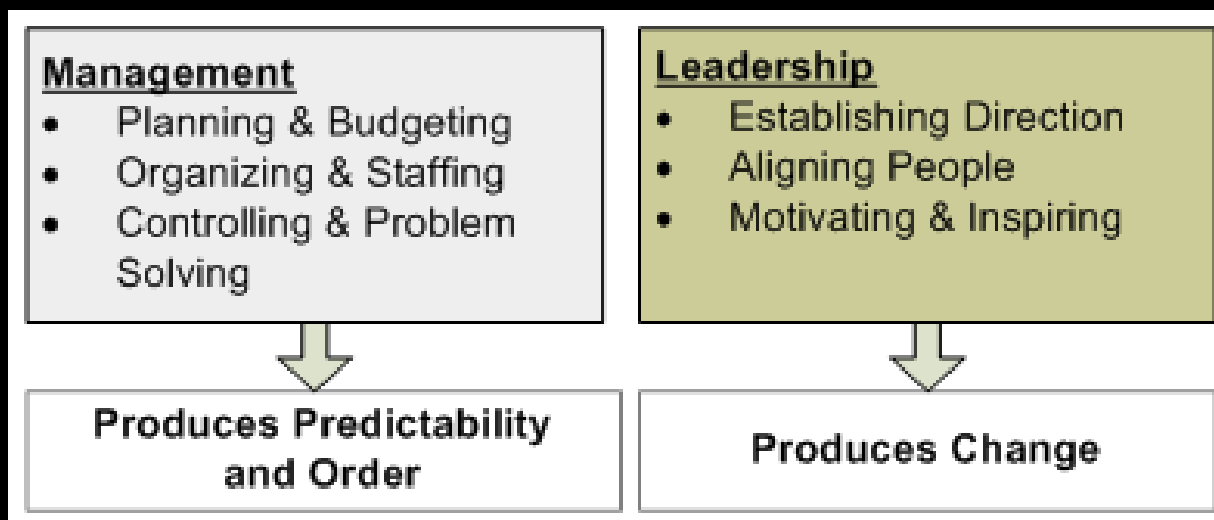 Management
• Planning & Budgeting
• Organizing & Staffing
• Controlling & Problem
Solving
Produces Predictability
and Order
Leadership
• Establishing Direction
• Aligning People
• Motivating & Inspiring
Produces Change